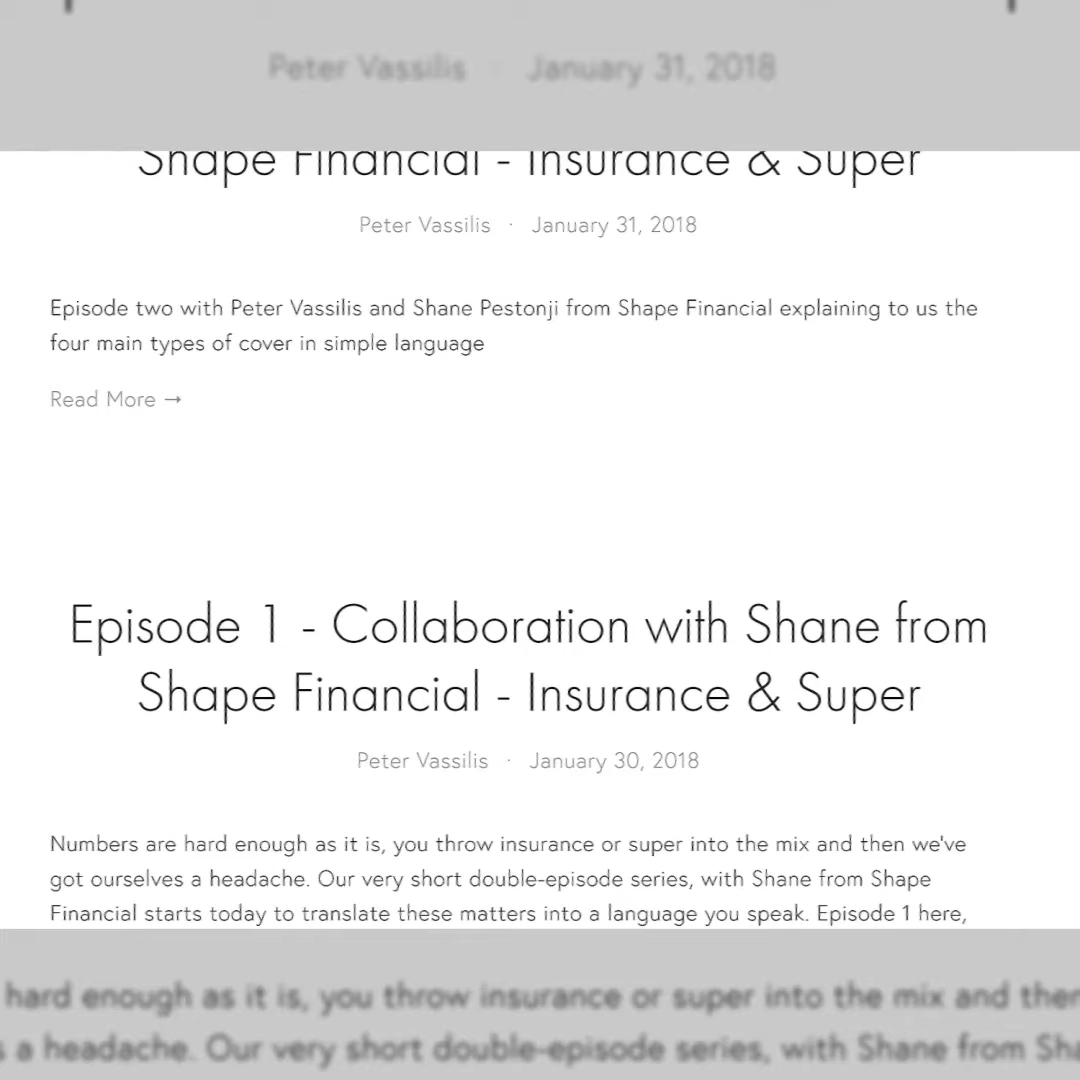 Peter Vassilis · January 31, 2018
Shape Financial - Insurance & Super
Peter Vassilis · January 31, 2018
Episode two with Peter Vassilis and Shane Pestonji from Shape Financial explaining to us the
four main types of cover in simple language
Read More →
Episode 1 - Collaboration with Shane from
Shape Financial - Insurance & Super
Peter Vassilis · January 30, 2018
Numbers are hard enough as it is, you throw insurance or super into the mix and then we've
got ourselves a headache. Our very short double-episode series, with Shane from Shape
Financial starts today to translate these matters into a language you speak. Episode 1 here,
hard enough as it is, you throw insurance or super into the mix and then
s a headache. Our very short double-episode series, with Shane from Sha